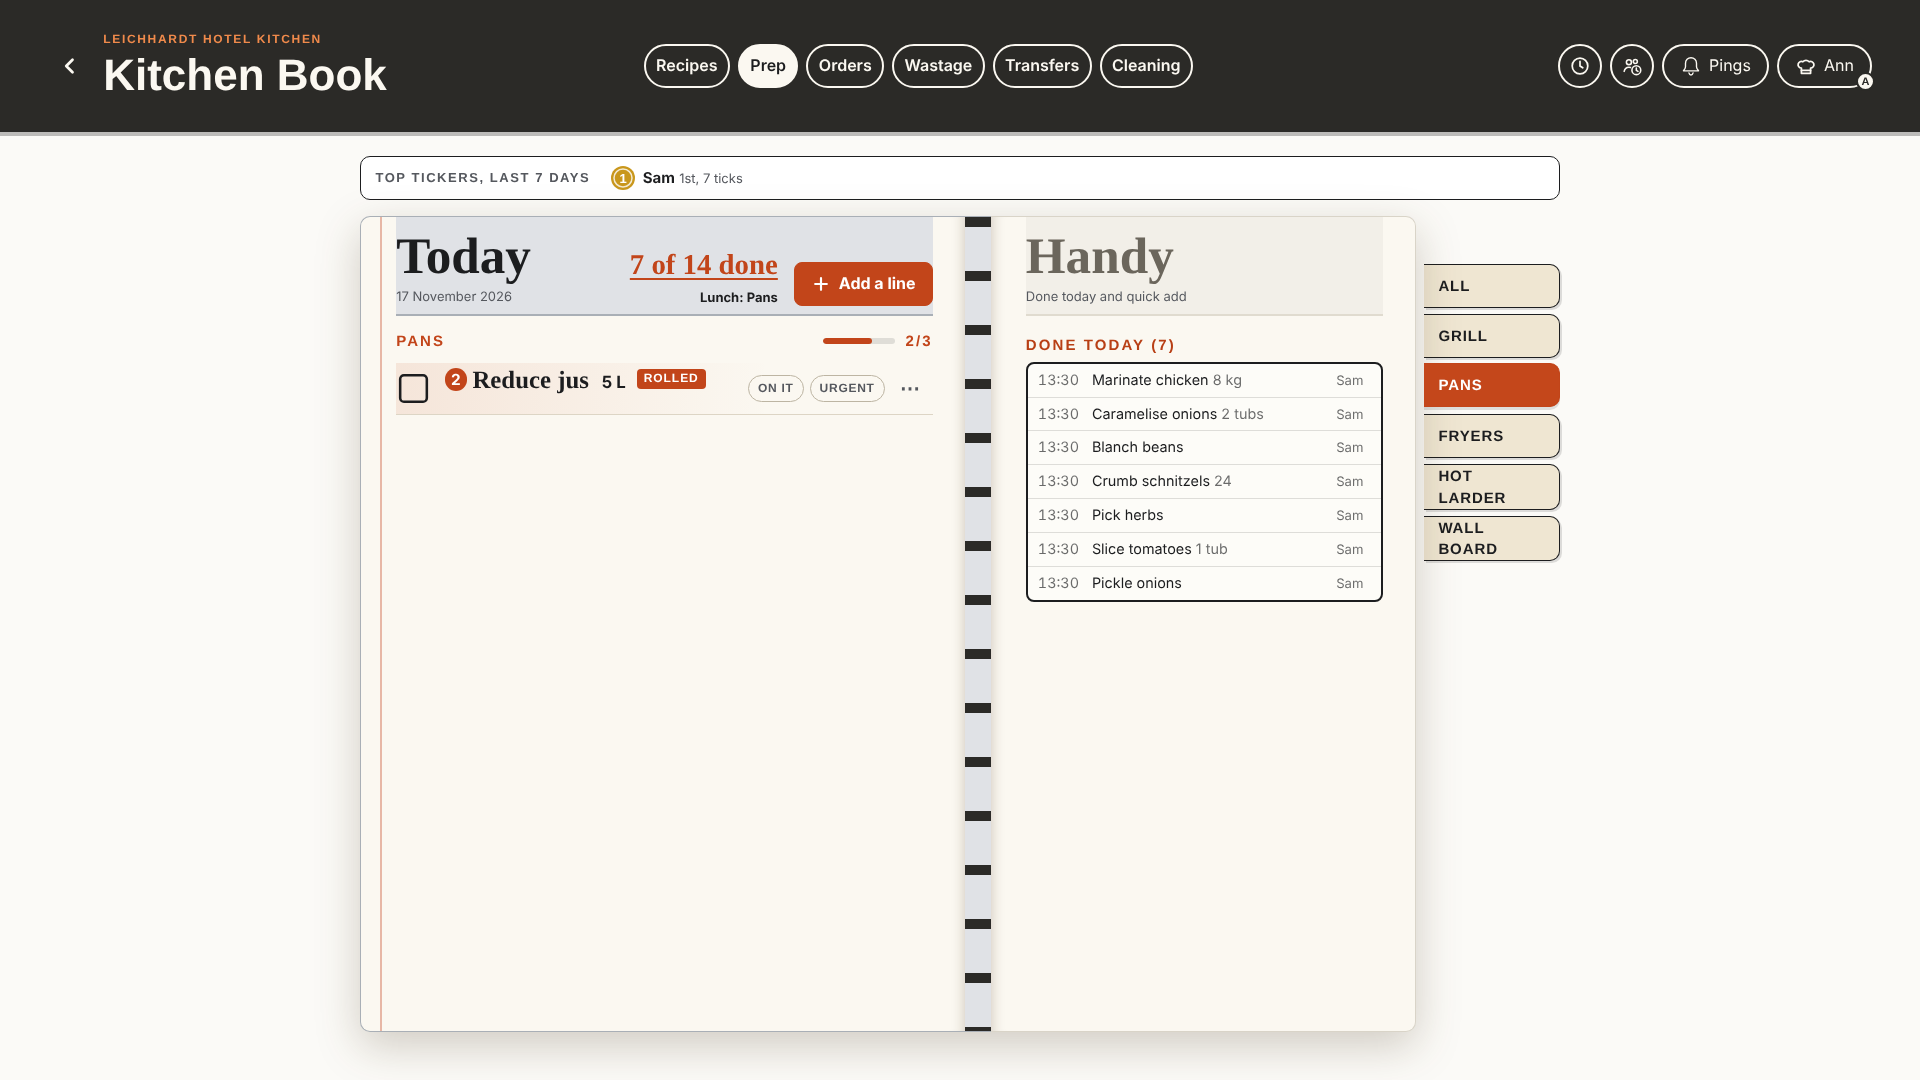 LEICHHARDT HOTEL KITCHEN
Kitchen Book
Recipes
Prep
Orders
Wastage
Transfers
Cleaning
Pings
Ann
A
TOP TICKERS, LAST 7 DAYS
1
Sam 1st, 7 ticks
Today
17 November 2026
7 of 14 done
Lunch: Pans
+ Add a line
PANS
2/3
2 Reduce jus 5 L ROLLED
ON IT
URGENT
...
Handy
Done today and quick add
DONE TODAY (7)
13:30 Marinate chicken 8 kg Sam
13:30 Caramelise onions 2 tubs Sam
13:30 Blanch beans Sam
13:30 Crumb schnitzels 24 Sam
13:30 Pick herbs Sam
13:30 Slice tomatoes 1 tub Sam
13:30 Pickle onions Sam
ALL
GRILL
PANS
FRYERS
HOT
LARDER
WALL
BOARD